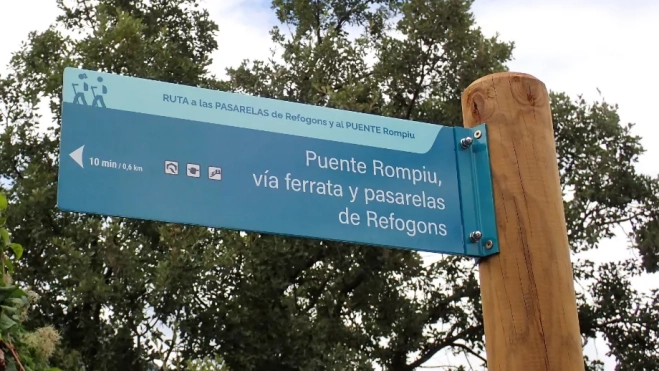 RUTA a las PASARELAS de Refogons y al PUENTE Rompiu
10 min / 0,6 km
Puente Rompiu,
vía ferrata y pasarelas
de Refogons